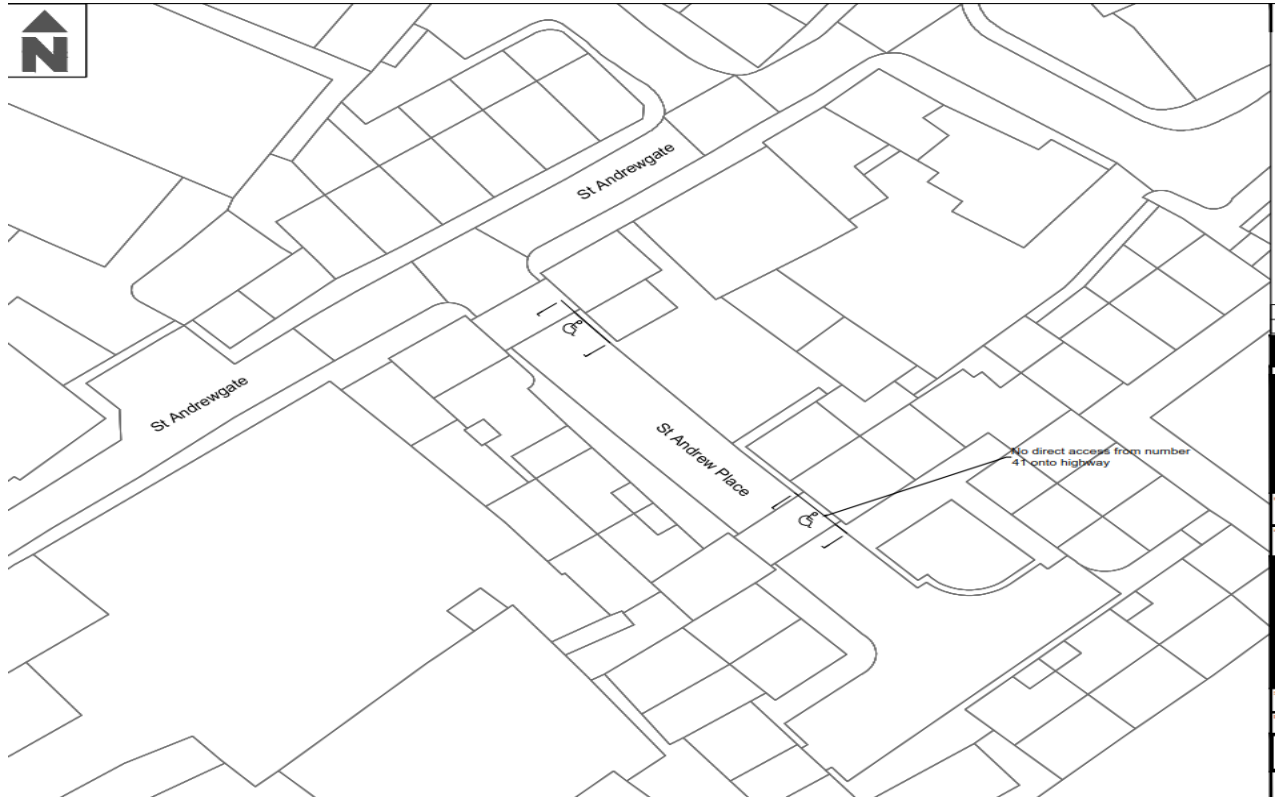 N
St Andrewgate
St Andrewgate
St Andrew Place
No direct access from number
41 onto highway